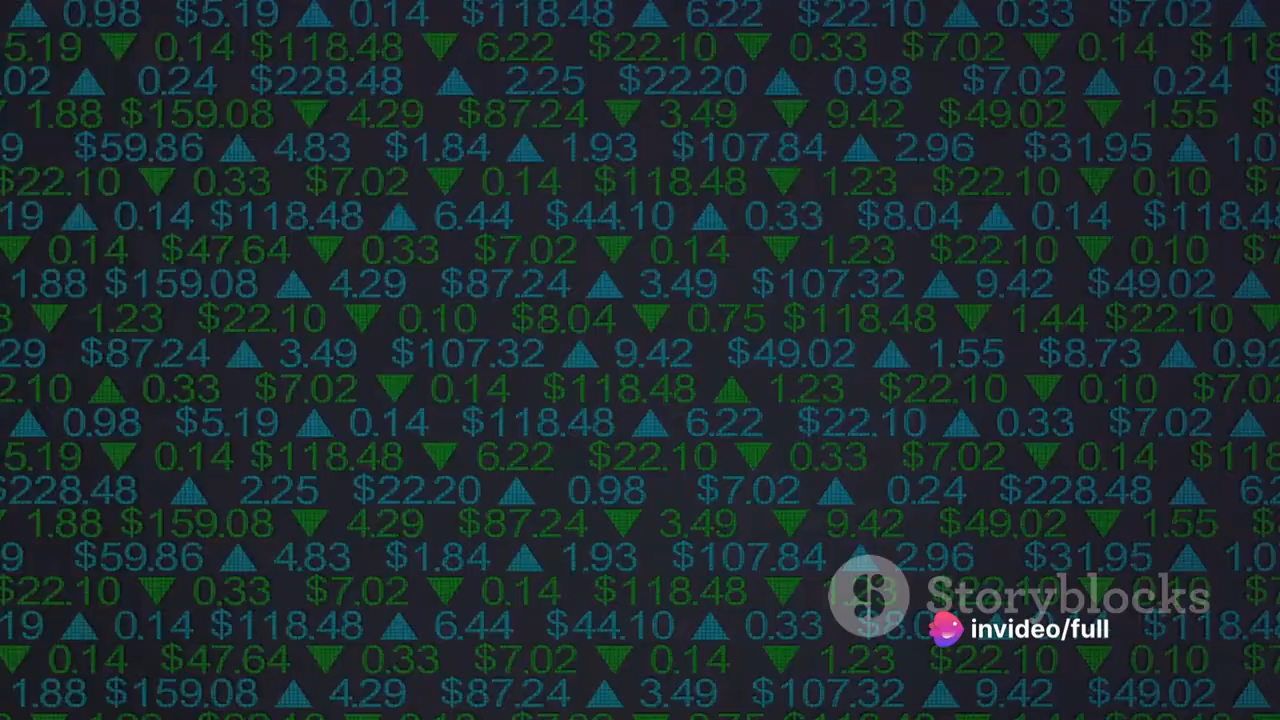 0.98 $5.19 ▲ 0.14 $118.48 ▲ 6.22 $22.10 ▲ 0.33 $7.02
5.19 ▼ 0.14 $118.48 ▼ 6.22 $22.10 ▼ 0.33 $7.02 ▼ 0.14 $118
.02 ▲ 0.24 $228.48 ▲ 2.25 $22.20 ▲ 0.98 $7.02 ▲ 0.24
1.88 $159.08 ▼ 4.29 $87.24 ▼ 3.49 ▼ 9.42 $49.02 ▼ 1.55
9 $59.86 ▲ 4.83 $1.84 ▲ 1.93 $107.84 ▲ 2.96 $31.95 ▲ 1.0
$22.10 ▼ 0.33 $7.02 ▼ 0.14 $118.48 ▼ 1.23 $22.10 ▼ 0.10
19 ▲ 0.14 $118.48 ▲ 6.44 $44.10 ▲ 0.33 $8.04 ▲ 0.14 $118.48
▼ 0.14 $47.64 ▼ 0.33 $7.02 ▼ 0.14 ▼ 1.23 $22.10 ▼ 0.10
1.88 $159.08 ▲ 4.29 $87.24 ▲ 3.49 $107.32 ▲ 9.42 $49.02 ▲
▼ 1.23 $22.10 ▼ 0.10 $8.04 ▼ 0.75 $118.48 ▼ 1.44 $22.10 ▼
29 $87.24 ▲ 3.49 $107.32 ▲ 9.42 $49.02 ▲ 1.55 $8.73 ▲ 0.92
2.10 ▲ 0.33 $7.02 ▼ 0.14 $118.48 ▲ 1.23 $22.10 ▼ 0.10 $7.02
▲ 0.98 $5.19 ▲ 0.14 $118.48 ▲ 6.22 $22.10 ▲ 0.33 $7.02 ▲
5.19 ▼ 0.14 $118.48 ▼ 6.22 $22.10 ▼ 0.33 $7.02 ▼ 0.14 $118
$228.48 ▲ 2.25 $22.20 ▲ 0.98 $7.02 ▲ 0.24 $228.48 ▲
1.88 $159.08 ▼ 4.29 $87.24 ▼ 3.49 ▼ 9.42 $49.02 ▼ 1.55
9 $59.86 ▲ 4.83 $1.84 ▲ 1.93 $107.84 ▲ 2.96 $31.95 ▲ 1.0
$22.10 ▼ 0.33 $7.02 ▼ 0.14 $118.48 ▼
Storyblocks
19 ▲ 0.14 $118.48 ▲ 6.44 $44.10 ▲ 0.33
invideo/full
▼ 0.14 $47.64 ▼ 0.33 $7.02 ▼ 0.14 ▼ 1.23 $22.10 ▼ 0.10
1.88 $159.08 ▲ 4.29 $87.24 ▲ 3.49 $107.32 ▲ 9.42 $49.02 ▲